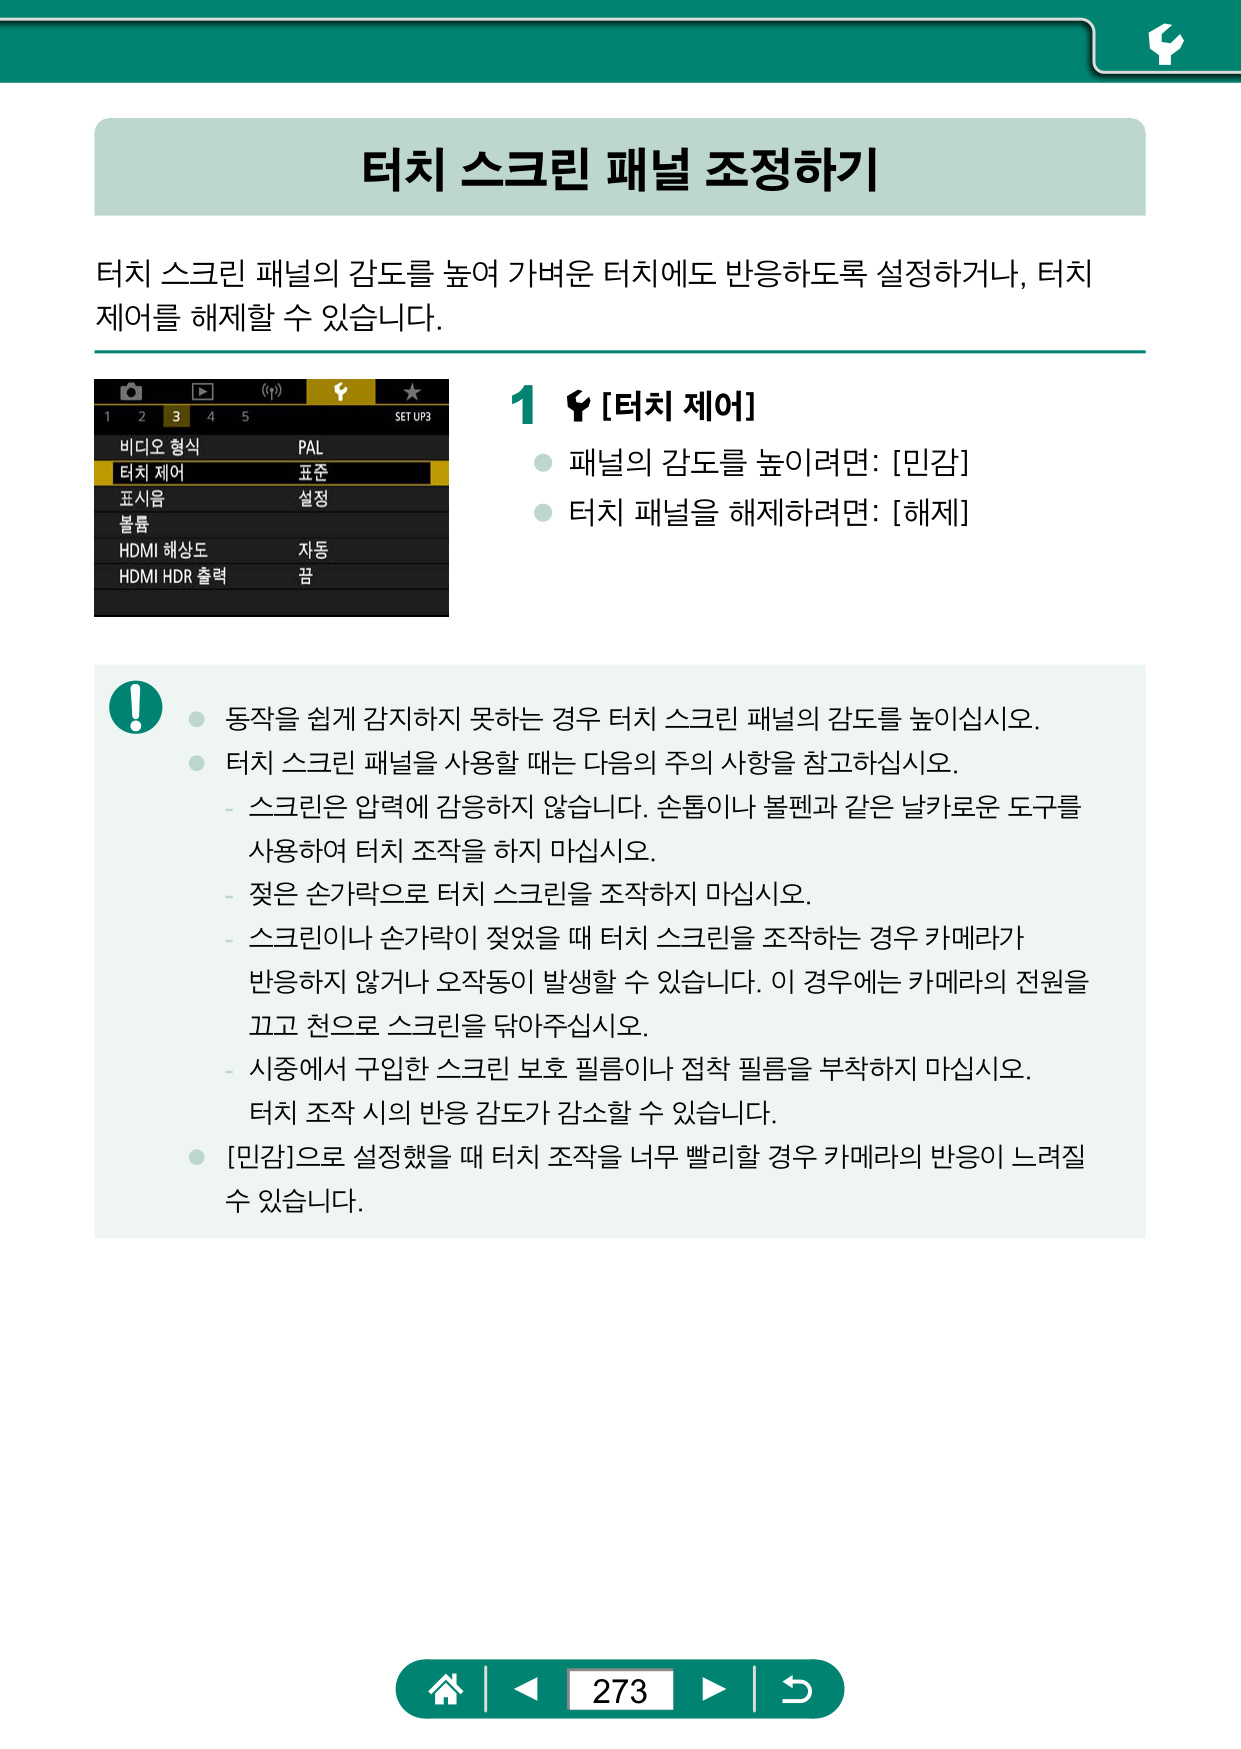 터치 스크린 패널 조정하기
터치 스크린 패널의 감도를 높여 가벼운 터치에도 반응하도록 설정하거나, 터치
제어를 해제할 수 있습니다.
1 2 3 4 5 SET UP3
비디오 형식 PAL
터치 제어 표준
표시음 설정
볼륨
HDMI 해상도 자동
HDMI HDR 출력 끔
1 [터치 제어]
● 패널의 감도를 높이려면: [민감]
● 터치 패널을 해제하려면: [해제]
● 동작을 쉽게 감지하지 못하는 경우 터치 스크린 패널의 감도를 높이십시오.
● 터치 스크린 패널을 사용할 때는 다음의 주의 사항을 참고하십시오.
- 스크린은 압력에 감응하지 않습니다. 손톱이나 볼펜과 같은 날카로운 도구를
사용하여 터치 조작을 하지 마십시오.
- 젖은 손가락으로 터치 스크린을 조작하지 마십시오.
- 스크린이나 손가락이 젖었을 때 터치 스크린을 조작하는 경우 카메라가
반응하지 않거나 오작동이 발생할 수 있습니다. 이 경우에는 카메라의 전원을
끄고 천으로 스크린을 닦아주십시오.
- 시중에서 구입한 스크린 보호 필름이나 접착 필름을 부착하지 마십시오.
터치 조작 시의 반응 감도가 감소할 수 있습니다.
● [민감]으로 설정했을 때 터치 조작을 너무 빨리할 경우 카메라의 반응이 느려질
수 있습니다.
273